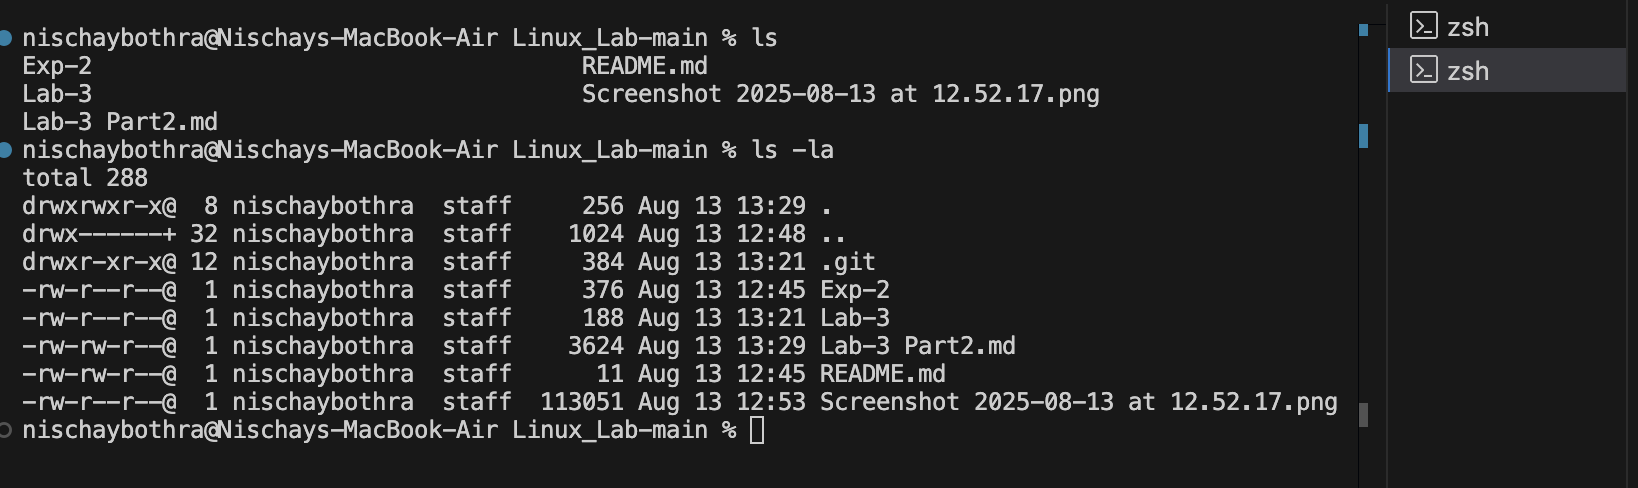 nischaybothra@Nischays-MacBook-Air Linux_Lab-main % ls
Exp-2                                   README.md
Lab-3                                   Screenshot 2025-08-13 at 12.52.17.png
Lab-3 Part2.md
nischaybothra@Nischays-MacBook-Air Linux_Lab-main % ls -la
total 288
drwxrwxr-x@  8 nischaybothra  staff     256 Aug 13 13:29 .
drwx------+ 32 nischaybothra  staff    1024 Aug 13 12:48 ..
drwxr-xr-x@ 12 nischaybothra  staff     384 Aug 13 13:21 .git
-rw-r--r--@  1 nischaybothra  staff     376 Aug 13 12:45 Exp-2
-rw-r--r--@  1 nischaybothra  staff     188 Aug 13 13:21 Lab-3
-rw-rw-r--@  1 nischaybothra  staff    3624 Aug 13 13:29 Lab-3 Part2.md
-rw-rw-r--@  1 nischaybothra  staff      11 Aug 13 12:45 README.md
-rw-r--r--@  1 nischaybothra  staff  113051 Aug 13 12:53 Screenshot 2025-08-13 at 12.52.17.png
nischaybothra@Nischays-MacBook-Air Linux_Lab-main %
zsh
zsh